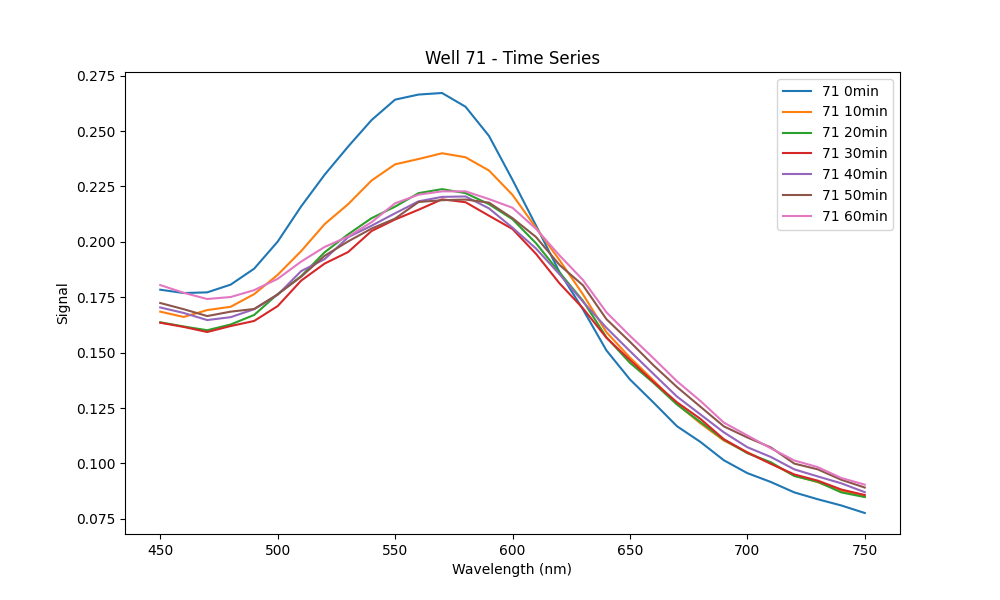 Well 71 - Time Series
Signal
0.275
0.250
0.225
0.200
0.175
0.150
0.125
0.100
0.075
71 0min
71 10min
71 20min
71 30min
71 40min
71 50min
71 60min
450 500 550 600 650 700 750
Wavelength (nm)